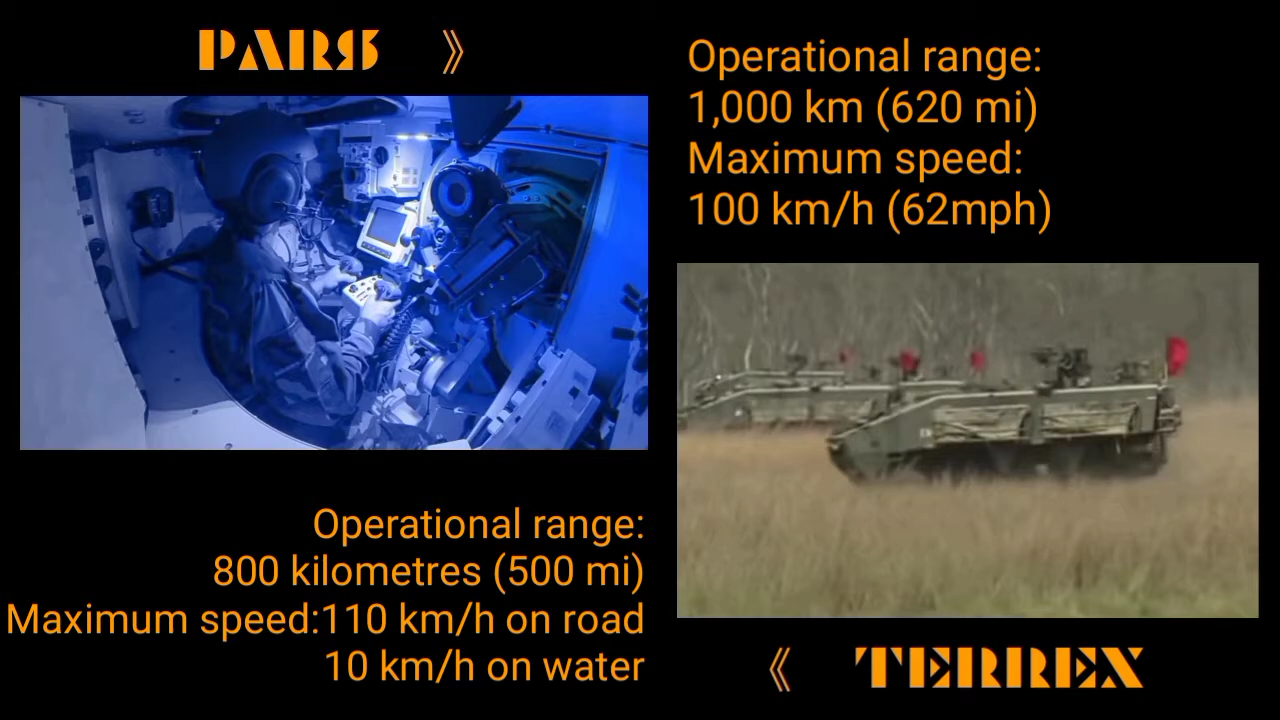 PARS 》
Operational range:
1,000 km (620 mi)
Maximum speed:
100 km/h (62mph)
Operational range:
800 kilometres (500 mi)
Maximum speed:110 km/h on road
10 km/h on water
《 TERREX